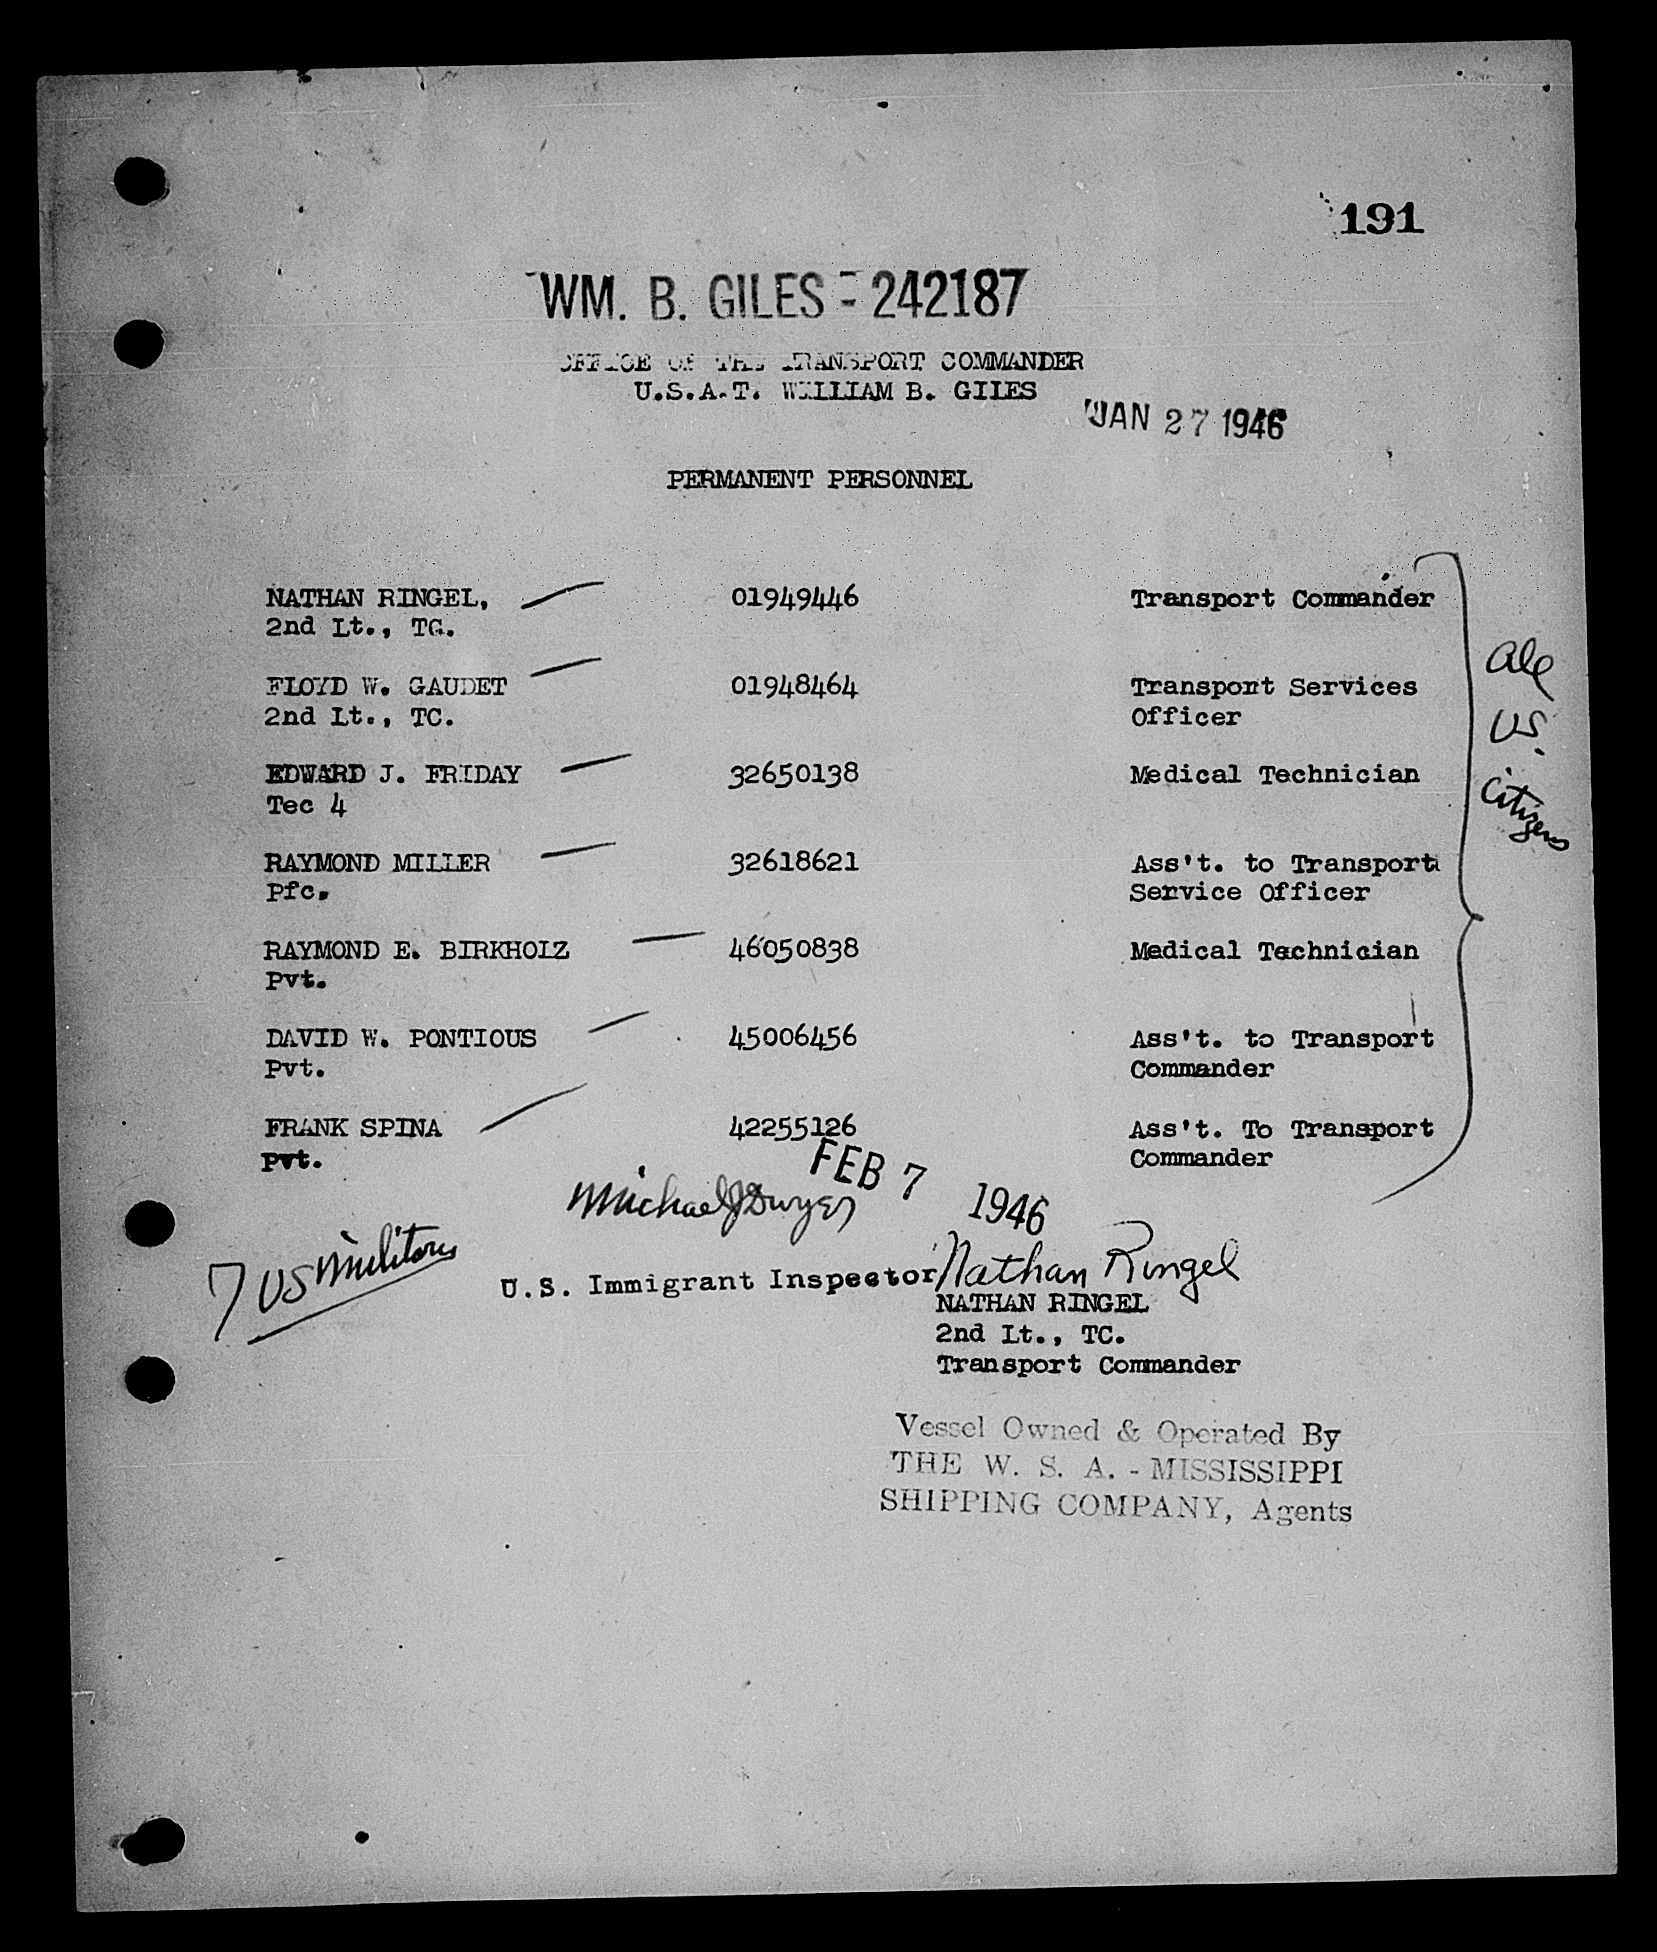 191
WM. B. GILES - 242187
OFFICE OF THE TRANSPORT COMMANDER
U.S.A.T. WILLIAM B. GILES
JAN 27 1946
PERMANENT PERSONNEL
NATHAN RINGEL, 01949446 Transport Commander
2nd Lt., TC.
FLOYD W. GAUDET 01948464 Transport Services
2nd Lt., TC. Officer
EDWARD J. FRIDAY 32650138 Medical Technician
Tec 4
RAYMOND MILLER 32618621 Ass't. to Transport
Pfc. Service Officer
RAYMOND E. BIRKHOLZ 46050838 Medical Technician
Pvt.
DAVID W. PONTIOUS 45006456 Ass't. to Transport
Pvt. Commander
FRANK SPINA 42255126 Ass't. To Transport
Pvt. Commander
all
US.
Citizens
FEB 7 1946
Michael J Dwyer
7 US Military
U.S. Immigrant Inspector
Nathan Ringel
NATHAN RINGEL
2nd Lt., TC.
Transport Commander
Vessel Owned & Operated By
THE W. S. A. - MISSISSIPPI
SHIPPING COMPANY, Agents